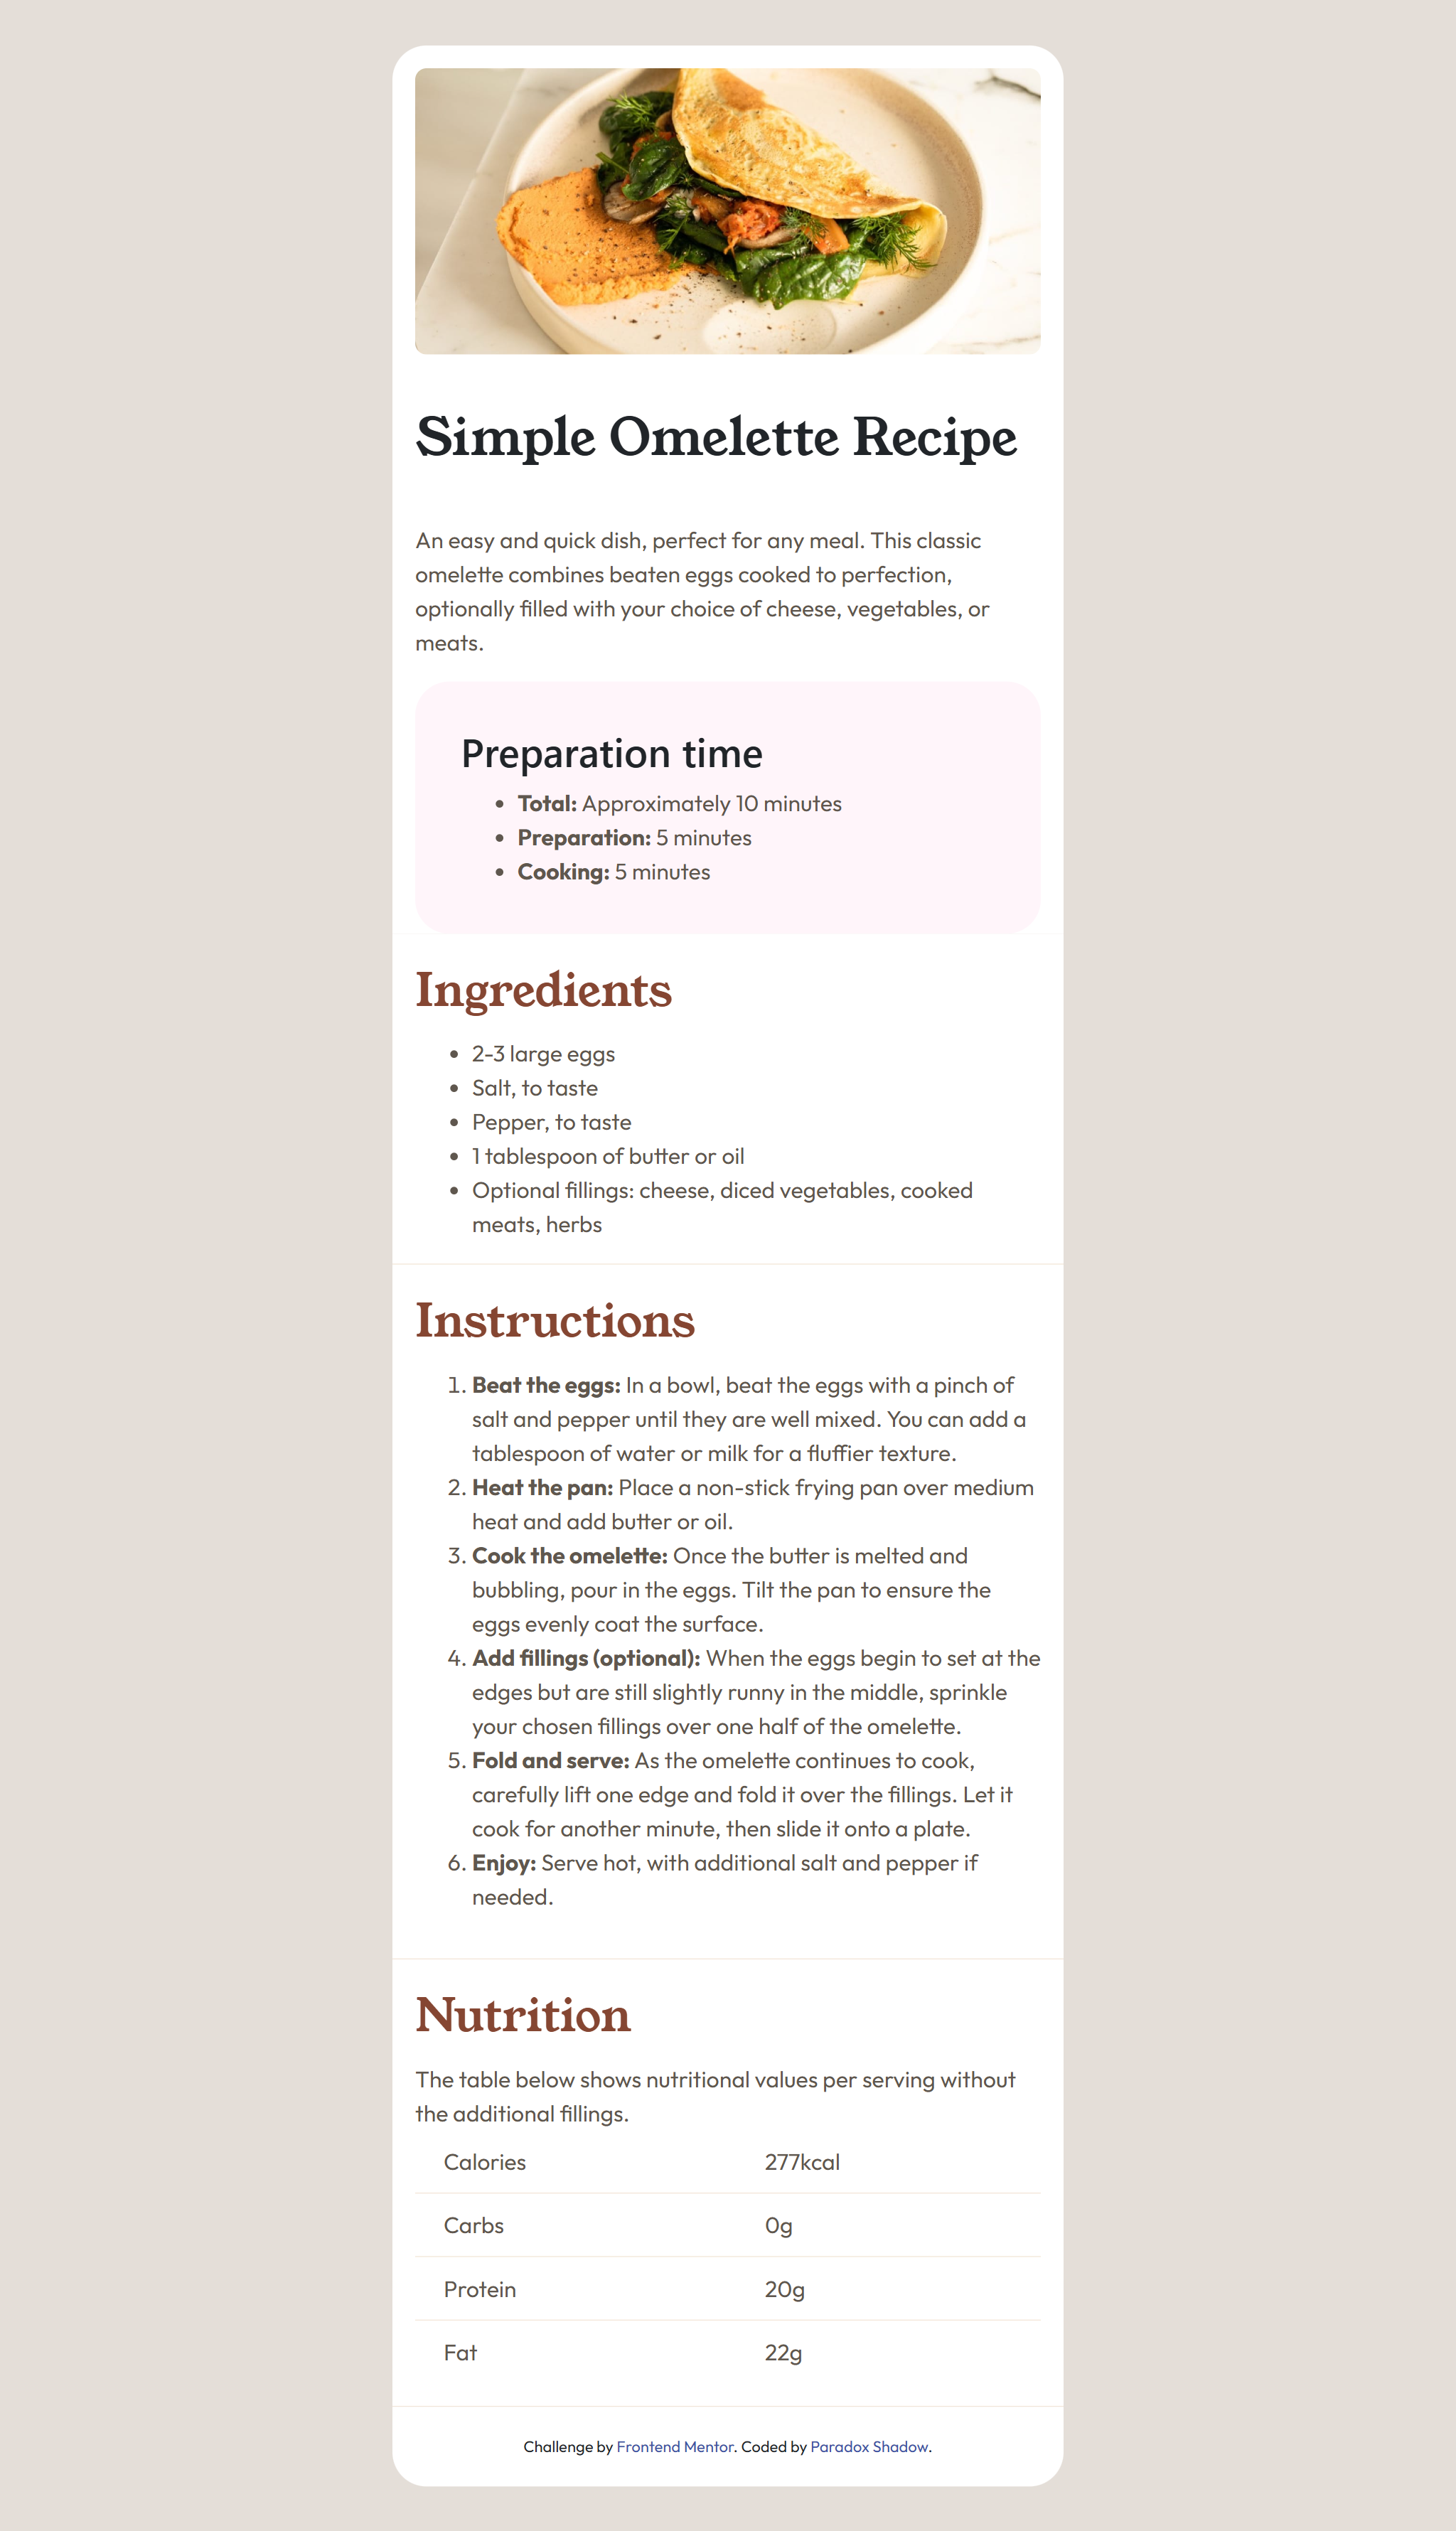 Simple Omelette Recipe
An easy and quick dish, perfect for any meal. This classic
omelette combines beaten eggs cooked to perfection,
optionally filled with your choice of cheese, vegetables, or
meats.
Preparation time
• Total: Approximately 10 minutes
• Preparation: 5 minutes
• Cooking: 5 minutes
Ingredients
• 2-3 large eggs
• Salt, to taste
• Pepper, to taste
• 1 tablespoon of butter or oil
• Optional fillings: cheese, diced vegetables, cooked
meats, herbs
Instructions
1. Beat the eggs: In a bowl, beat the eggs with a pinch of
salt and pepper until they are well mixed. You can add a
tablespoon of water or milk for a fluffier texture.
2. Heat the pan: Place a non-stick frying pan over medium
heat and add butter or oil.
3. Cook the omelette: Once the butter is melted and
bubbling, pour in the eggs. Tilt the pan to ensure the
eggs evenly coat the surface.
4. Add fillings (optional): When the eggs begin to set at the
edges but are still slightly runny in the middle, sprinkle
your chosen fillings over one half of the omelette.
5. Fold and serve: As the omelette continues to cook,
carefully lift one edge and fold it over the fillings. Let it
cook for another minute, then slide it onto a plate.
6. Enjoy: Serve hot, with additional salt and pepper if
needed.
Nutrition
The table below shows nutritional values per serving without
the additional fillings.
Calories 277kcal
Carbs 0g
Protein 20g
Fat 22g
Challenge by Frontend Mentor. Coded by Paradox Shadow.